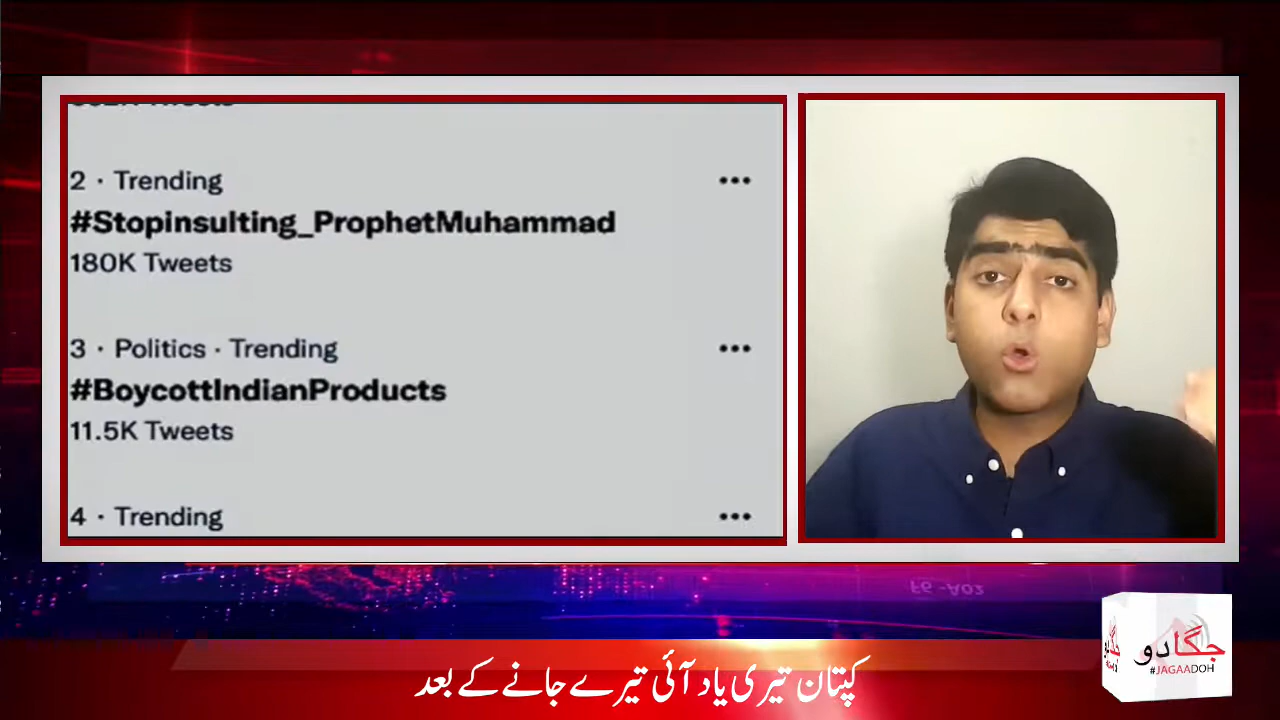 2 · Trending
#Stopinsulting_ProphetMuhammad
180K Tweets
3 · Politics · Trending
#BoycottIndianProducts
11.5K Tweets
4 · Trending
کپتان تیری یاد آئی تیرے جانے کے بعد
جگادو
#JAGAADOH